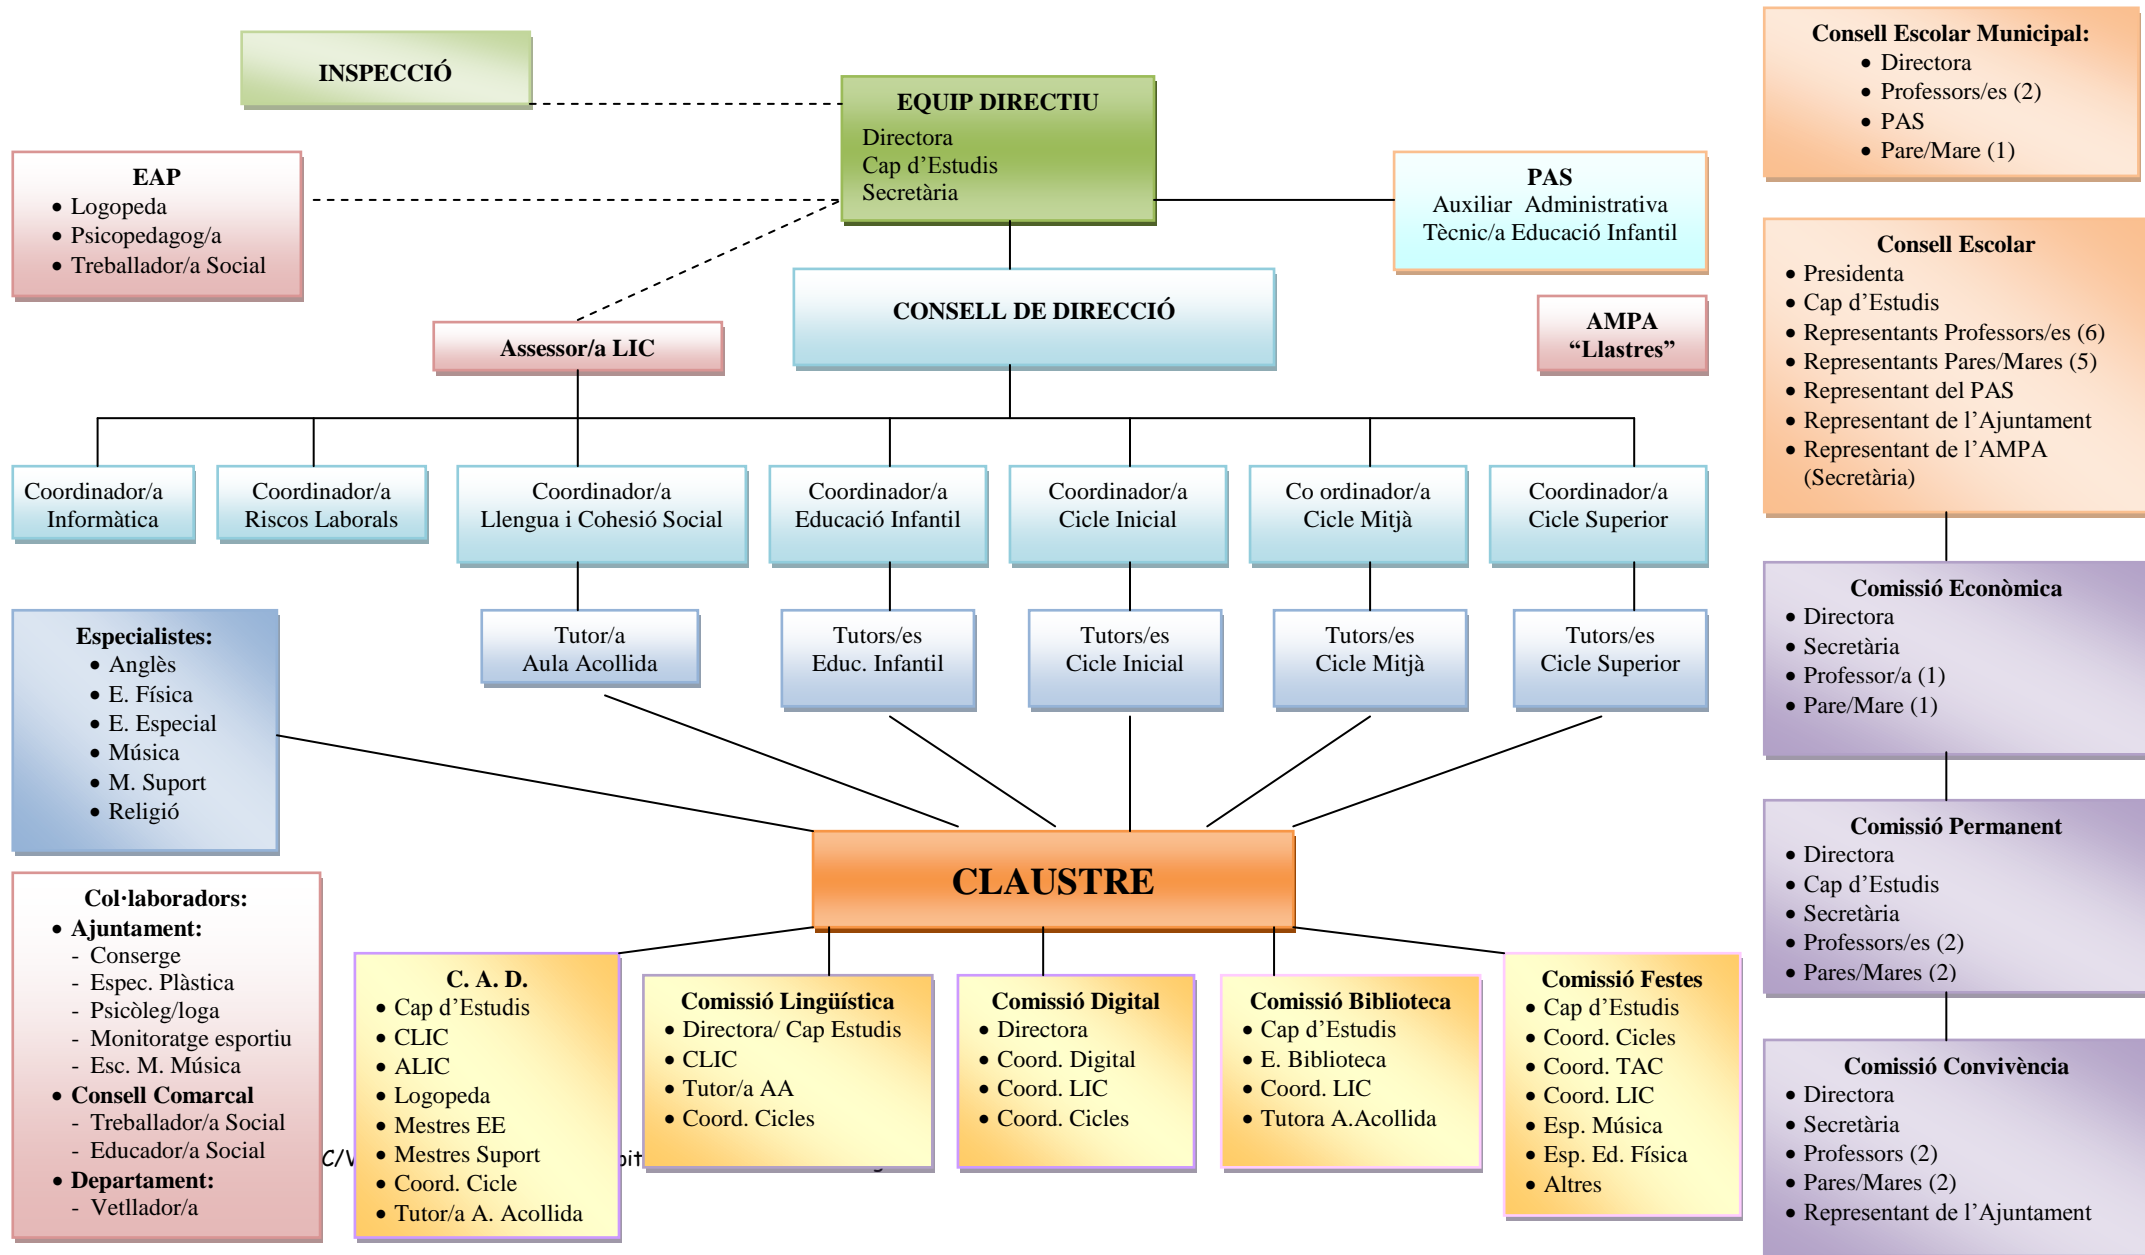 INSPECCIÓ
EQUIP DIRECTIU
Directora
Cap d’Estudis
Secretària
EAP
• Logopeda
• Psicopedagog/a
• Treballador/a Social
PAS
Auxiliar Administrativa
Tècnic/a Educació Infantil
CONSELL DE DIRECCIÓ
Assessor/a LIC
AMPA
“Llastres”
Coordinador/a
Informàtica
Coordinador/a
Riscos Laborals
Coordinador/a
Llengua i Cohesió Social
Coordinador/a
Educació Infantil
Coordinador/a
Cicle Inicial
Co ordinador/a
Cicle Mitjà
Coordinador/a
Cicle Superior
Especialistes:
• Anglès
• E. Física
• E. Especial
• Música
• M. Suport
• Religió
Tutor/a
Aula Acollida
Tutors/es
Educ. Infantil
Tutors/es
Cicle Inicial
Tutors/es
Cicle Mitjà
Tutors/es
Cicle Superior
CLAUSTRE
Col·laboradors:
• Ajuntament:
- Conserge
- Espec. Plàstica
- Psicòleg/loga
- Monitoratge esportiu
- Esc. M. Música
• Consell Comarcal
- Treballador/a Social
- Educador/a Social
• Departament:
- Vetllador/a
C. A. D.
• Cap d’Estudis
• CLIC
• ALIC
• Logopeda
• Mestres EE
• Mestres Suport
• Coord. Cicle
• Tutor/a A. Acollida
Comissió Lingüística
• Directora/ Cap Estudis
• CLIC
• Tutor/a AA
• Coord. Cicles
Comissió Digital
• Directora
• Coord. Digital
• Coord. LIC
• Coord. Cicles
Comissió Biblioteca
• Cap d’Estudis
• E. Biblioteca
• Coord. LIC
• Tutora A.Acollida
Comissió Festes
• Cap d’Estudis
• Coord. Cicles
• Coord. TAC
• Coord. LIC
• Esp. Música
• Esp. Ed. Física
• Altres
Consell Escolar Municipal:
• Directora
• Professors/es (2)
• PAS
• Pare/Mare (1)
Consell Escolar
• Presidenta
• Cap d’Estudis
• Representants Professors/es (6)
• Representants Pares/Mares (5)
• Representant del PAS
• Representant de l’Ajuntament
• Representant de l’AMPA
(Secretària)
Comissió Econòmica
• Directora
• Secretària
• Professor/a (1)
• Pare/Mare (1)
Comissió Permanent
• Directora
• Cap d’Estudis
• Secretària
• Professors/es (2)
• Pares/Mares (2)
Comissió Convivència
• Directora
• Secretària
• Professors (2)
• Pares/Mares (2)
• Representant de l’Ajuntament